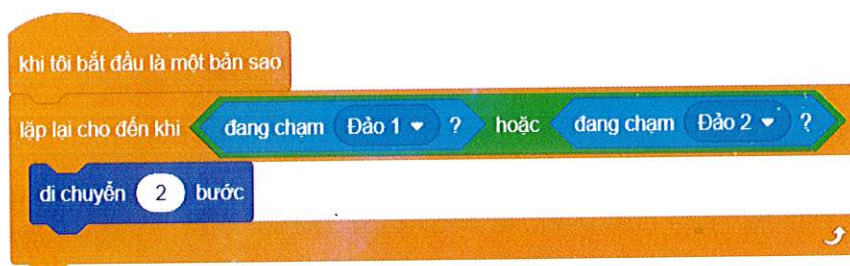 khi tôi bắt đầu là một bản sao
lặp lại cho đến khi đang chạm Đảo 1 ? hoặc đang chạm Đảo 2 ?
di chuyển 2 bước